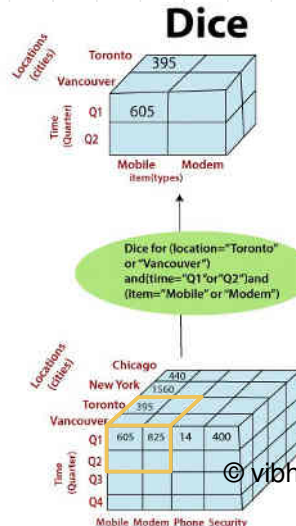 Dice
Locations
(cities)
Toronto
395
Vancouver
Time
(Quarter)
Q1
605
Q2
Mobile Modem
item(types)
Dice for (location="Toronto"
or "Vancouver")
and(time="Q1"or"Q2")and
(item="Mobile" or "Modem")
Locations
(cities)
Chicago
440
New York
1560
Toronto
395
Vancouver
Time
(Quarter)
Q1
605 825 14 400
Q2
Q3
Q4
Mobile Modem Phone Security
© vibh